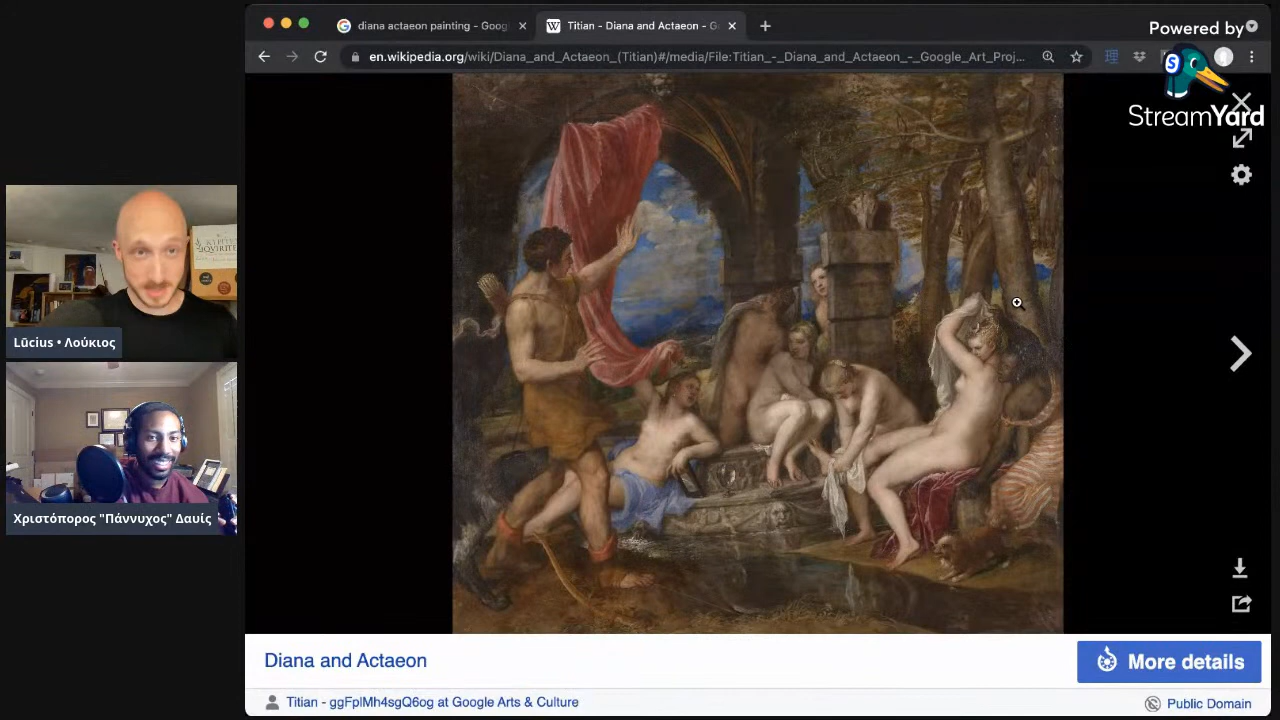 diana actaeon painting - Goog
Titian - Diana and Actaeon - G
Powered by
en.wikipedia.org/wiki/Diana_and_Actaeon_(Titian)#/media/File:Titian_-_Diana_and_Actaeon_-_Google_Art_Proj...
StreamYard
Lūcius • Λούκιος
Χριστόπορος "Πάννυχος" Δαυίς
Diana and Actaeon
More details
Titian - ggFplMh4sgQ6og at Google Arts & Culture
Public Domain